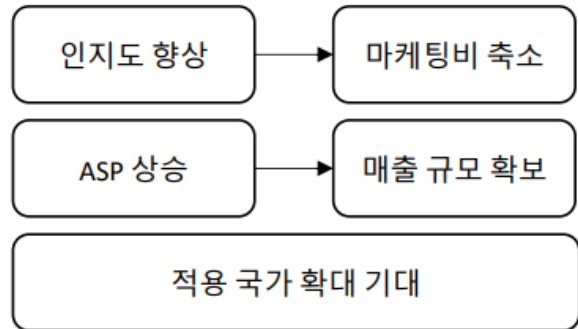 인지도 향상
마케팅비 축소
ASP 상승
매출 규모 확보
적용 국가 확대 기대